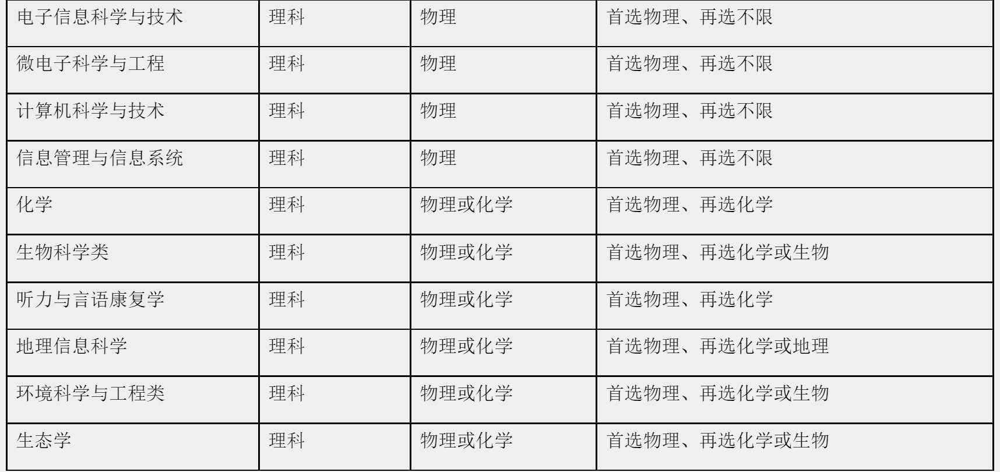 电子信息科学与技术 理科 物理 首选物理、再选不限
微电子科学与工程 理科 物理 首选物理、再选不限
计算机科学与技术 理科 物理 首选物理、再选不限
信息管理与信息系统 理科 物理 首选物理、再选不限
化学 理科 物理或化学 首选物理、再选化学
生物科学类 理科 物理或化学 首选物理、再选化学或生物
听力与言语康复学 理科 物理或化学 首选物理、再选化学
地理信息科学 理科 物理或化学 首选物理、再选化学或地理
环境科学与工程类 理科 物理或化学 首选物理、再选化学或生物
生态学 理科 物理或化学 首选物理、再选化学或生物